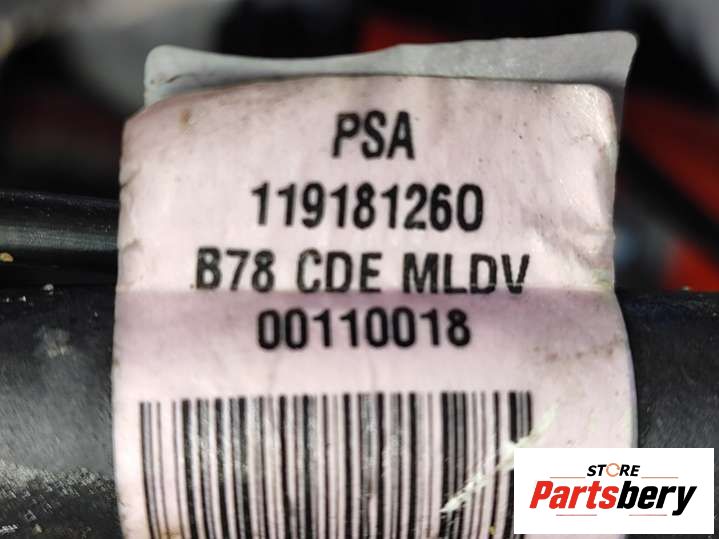 PSA
119181260
B78 CDE MLDV
00110018
STORE
Partsbery